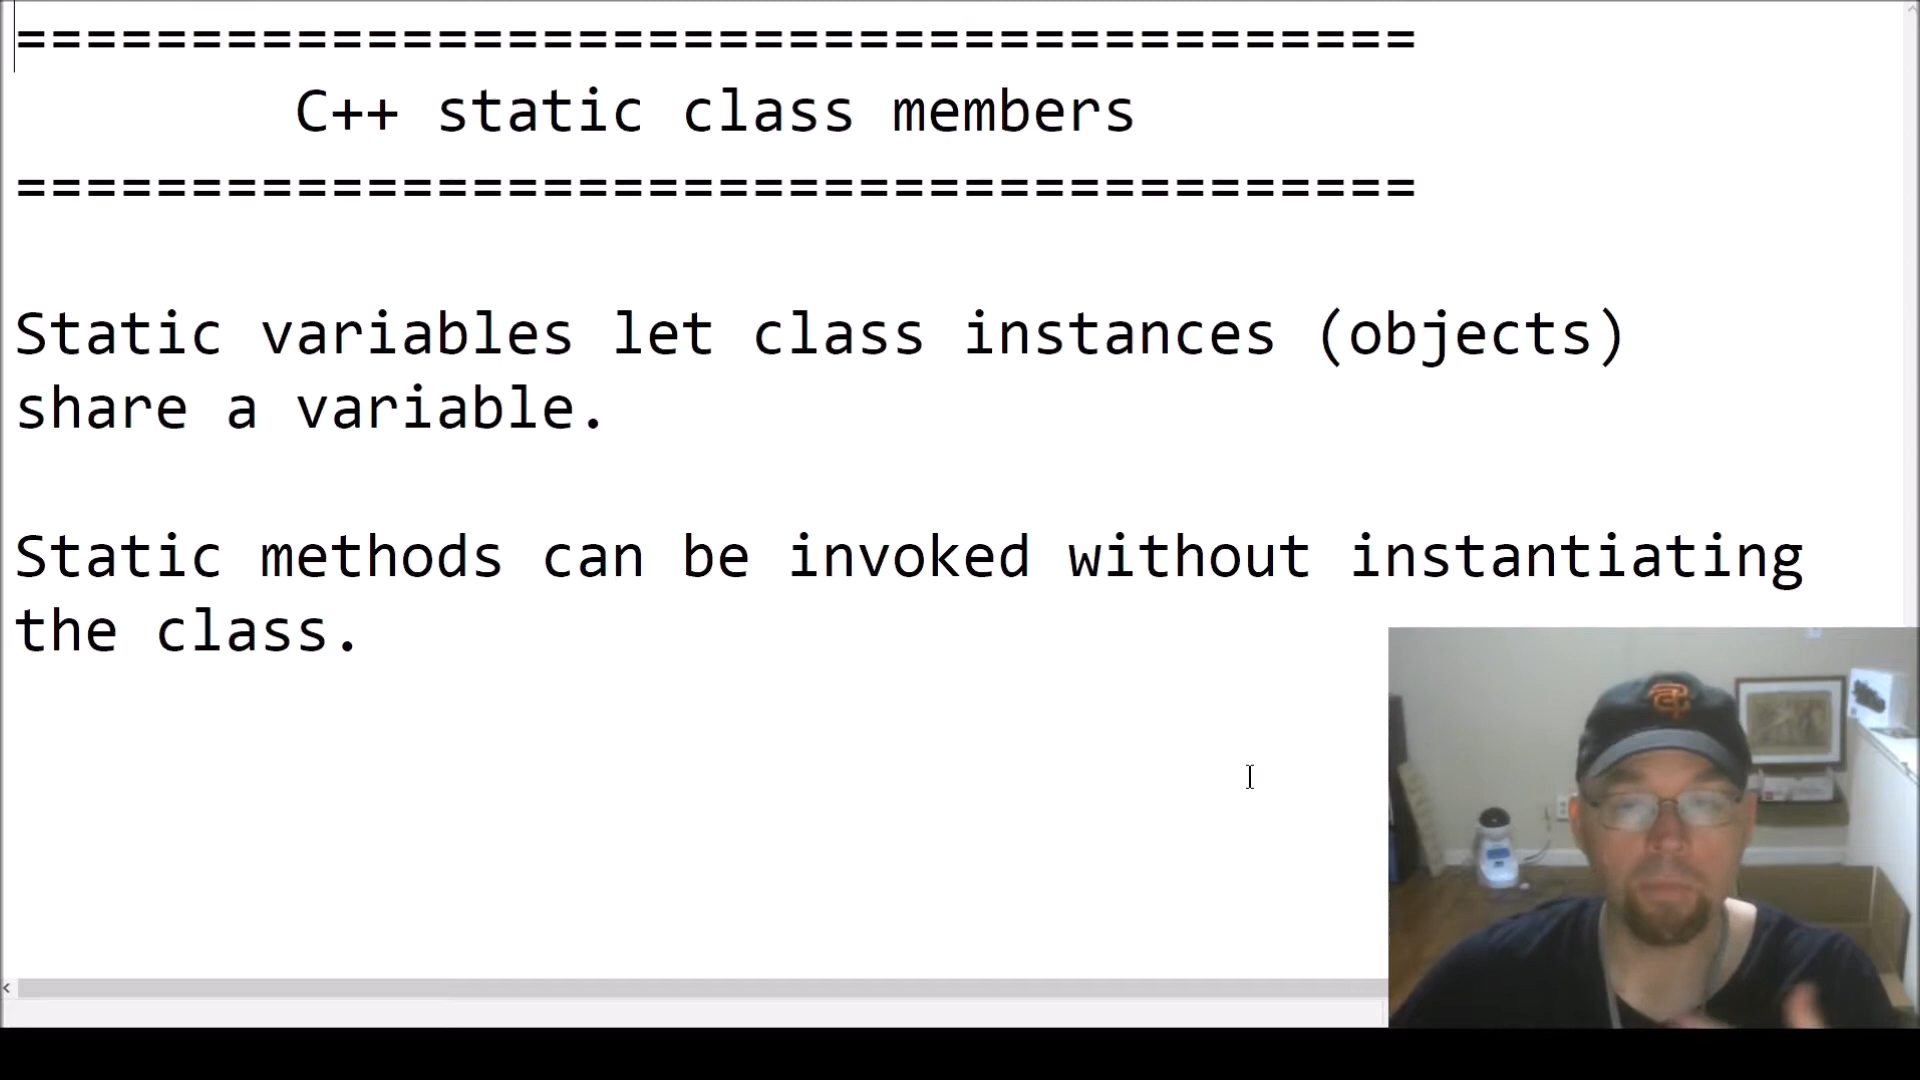 ========================================
C++ static class members
========================================
Static variables let class instances (objects)
share a variable.
Static methods can be invoked without instantiating
the class.